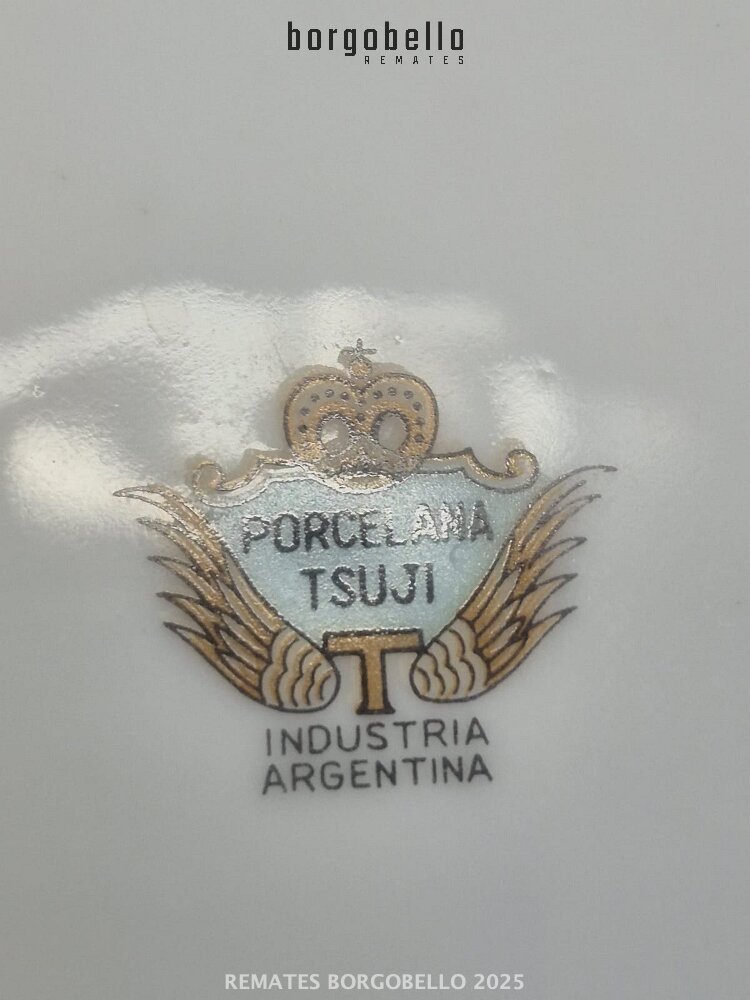 borgobello
REMATES
PORCELANA
TSUJI
T
INDUSTRIA
ARGENTINA
REMATES BORGOBELLO 2025